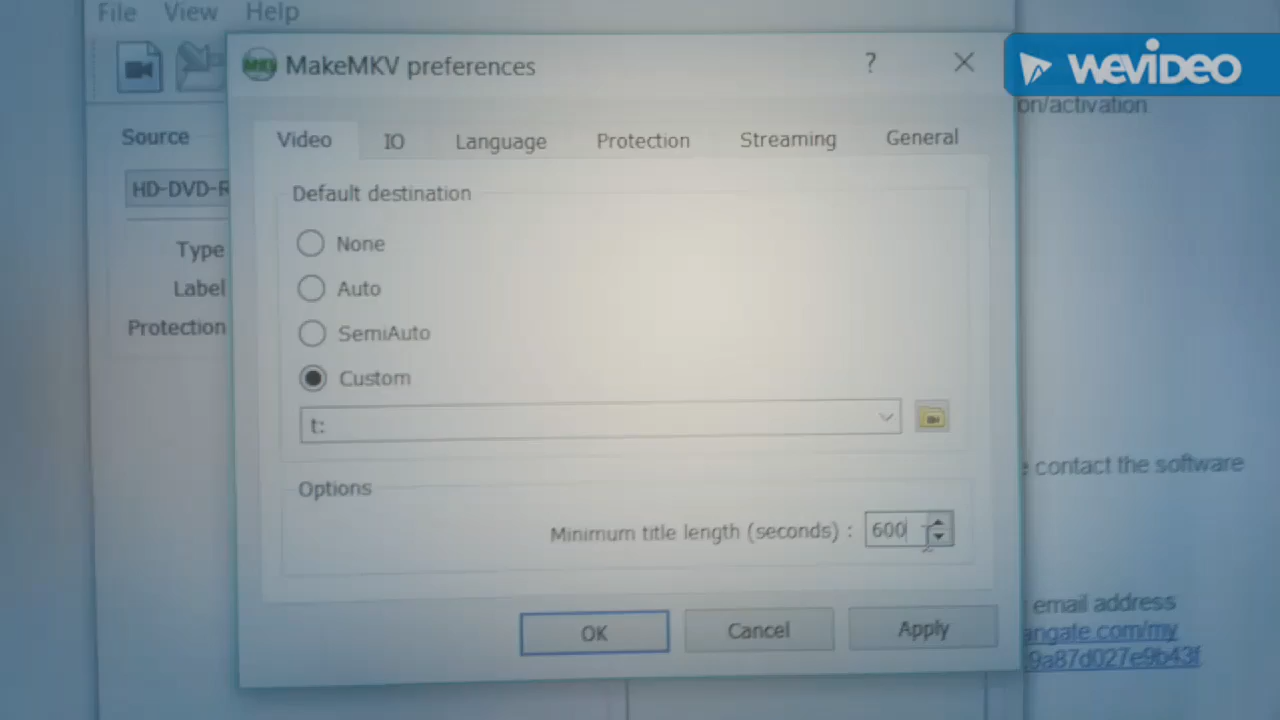 File View Help
MakeMKV preferences
?
wevideo
on/activation
Source
Video IO Language Protection Streaming General
HD-DVD-R
Default destination
Type
None
Label
Auto
Protection
SemiAuto
Custom
t:
contact the software
Options
Minimum title length (seconds) : 600
email address
OK Cancel Apply
angate.com/my
9a87d027e9b43f